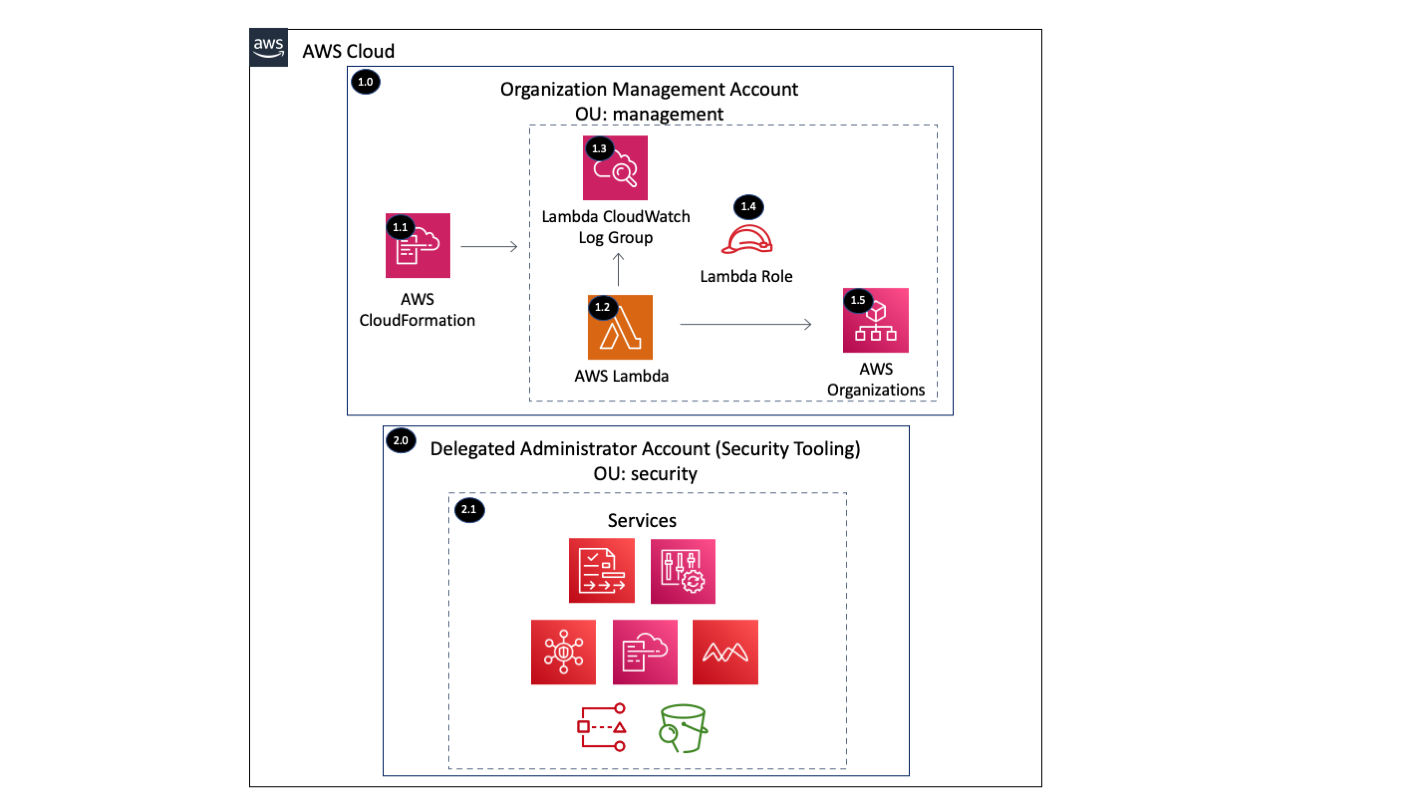 aws
AWS Cloud
1.0
Organization Management Account
OU: management
1.3
Lambda CloudWatch
Log Group
1.4
Lambda Role
1.1
AWS
CloudFormation
1.2
AWS Lambda
1.5
AWS
Organizations
2.0
Delegated Administrator Account (Security Tooling)
OU: security
2.1
Services